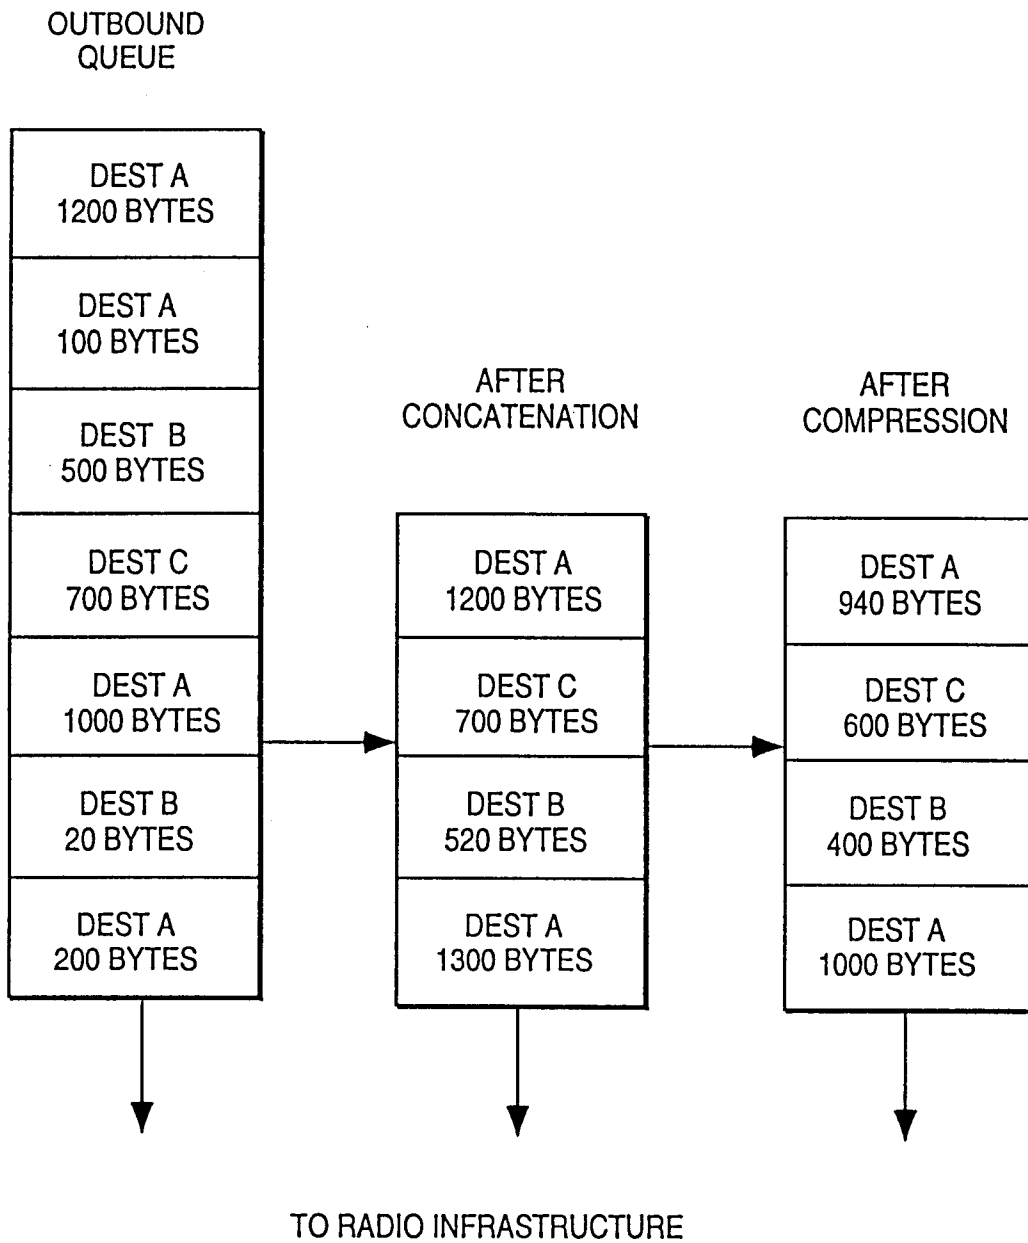 OUTBOUND
QUEUE
DEST A
1200 BYTES
DEST A
100 BYTES
DEST B
500 BYTES
DEST C
700 BYTES
DEST A
1000 BYTES
DEST B
20 BYTES
DEST A
200 BYTES
AFTER
CONCATENATION
DEST A
1200 BYTES
DEST C
700 BYTES
DEST B
520 BYTES
DEST A
1300 BYTES
AFTER
COMPRESSION
DEST A
940 BYTES
DEST C
600 BYTES
DEST B
400 BYTES
DEST A
1000 BYTES
TO RADIO INFRASTRUCTURE